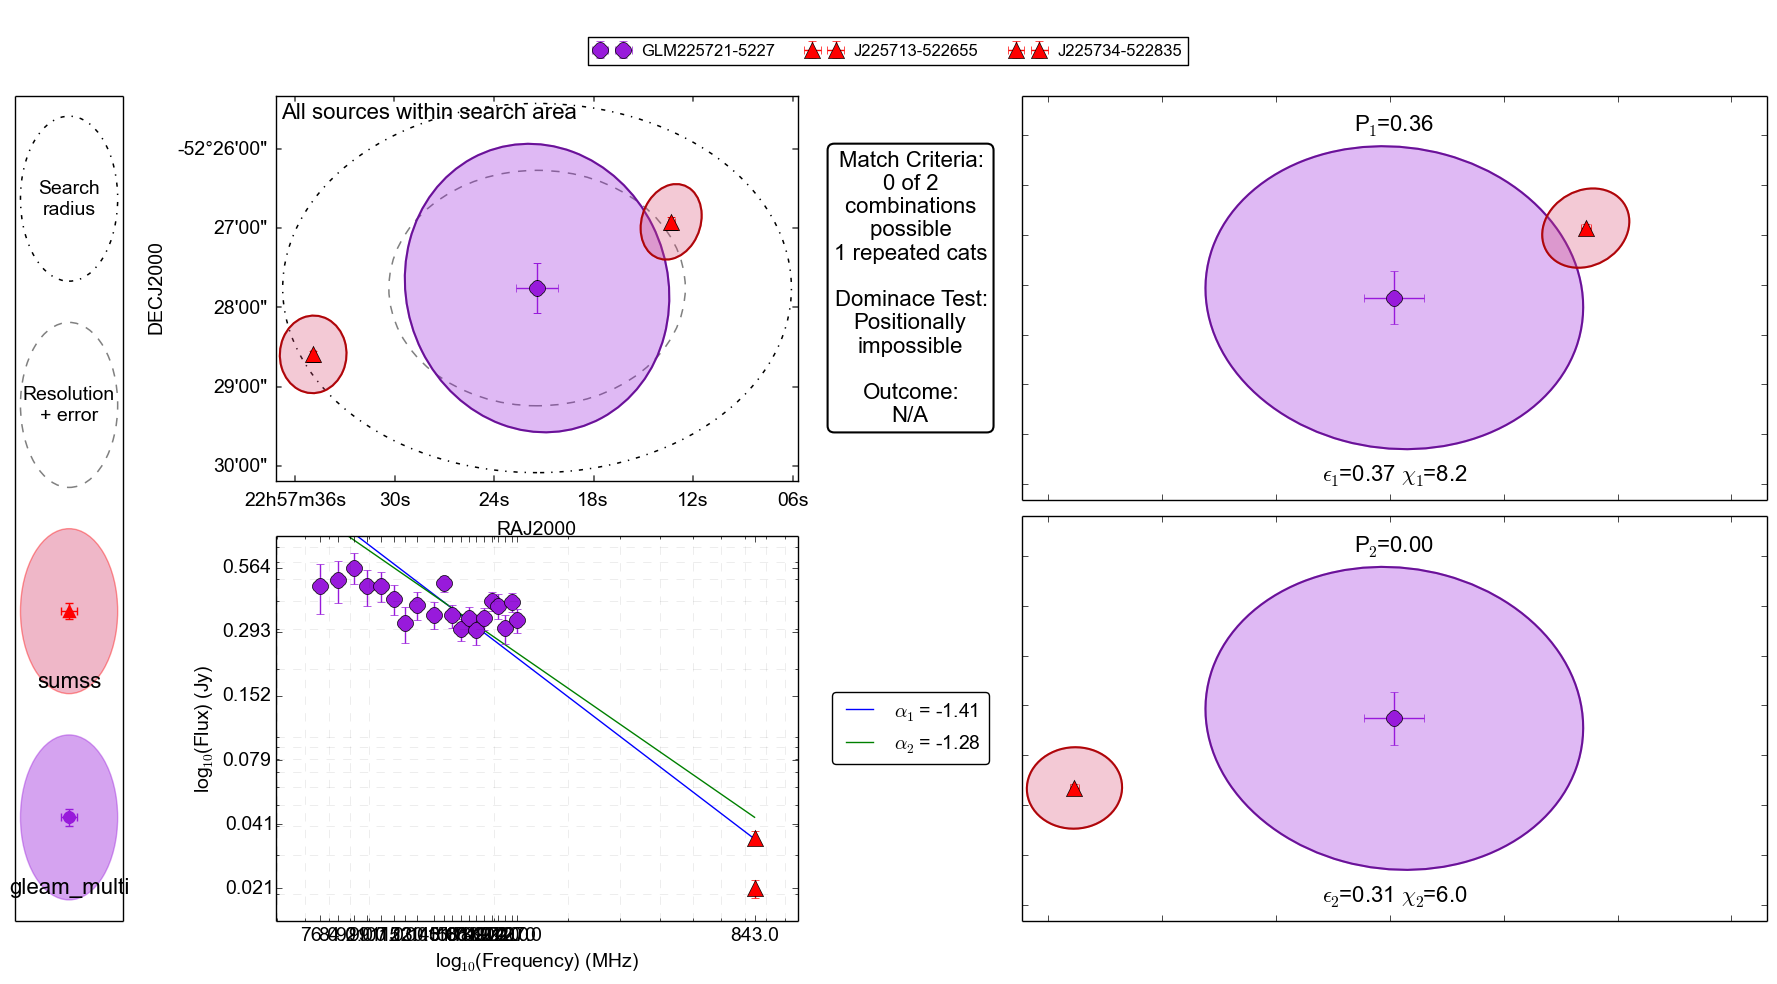 GLM225721-5227 J225713-522655 J225734-522835
Search
radius
Resolution
+ error
sumss
gleam_multi
All sources within search area
DECJ2000
-52°26'00"
27'00"
28'00"
29'00"
30'00"
22h57m36s 30s 24s 18s 12s 06s
RAJ2000
Match Criteria:
0 of 2
combinations
possible
1 repeated cats
Dominace Test:
Positionally
impossible
Outcome:
N/A
P1=0.36
ϵ1=0.37 χ1=8.2
P2=0.00
ϵ2=0.31 χ2=6.0
log10(Flux) (Jy)
0.564
0.293
0.152
0.079
0.041
0.021
843.0
log10(Frequency) (MHz)
α1 = -1.41
α2 = -1.28